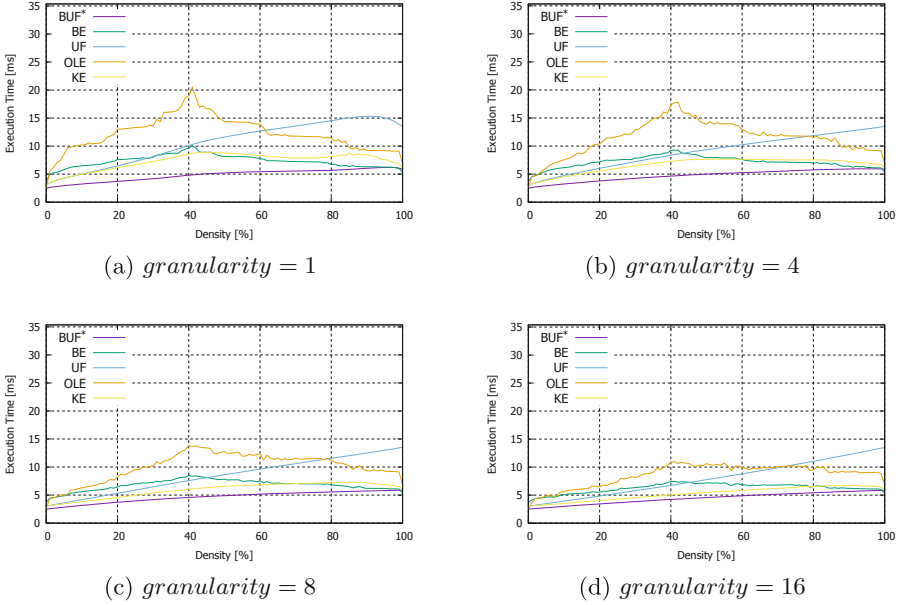 35
30
25
20
15
10
5
0
Execution Time [ms]
BUF*
BE
UF
OLE
KE
0 20 40 60 80 100
Density [%]
(a) granularity = 1
35
30
25
20
15
10
5
0
Execution Time [ms]
BUF*
BE
UF
OLE
KE
0 20 40 60 80 100
Density [%]
(b) granularity = 4
35
30
25
20
15
10
5
0
Execution Time [ms]
BUF*
BE
UF
OLE
KE
0 20 40 60 80 100
Density [%]
(c) granularity = 8
35
30
25
20
15
10
5
0
Execution Time [ms]
BUF*
BE
UF
OLE
KE
0 20 40 60 80 100
Density [%]
(d) granularity = 16